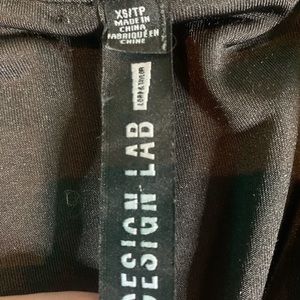 XS/TP
MADE IN
CHINA
FABRIQUÉ EN
CHINE
LORD & TAYLOR
DESIGN LAB